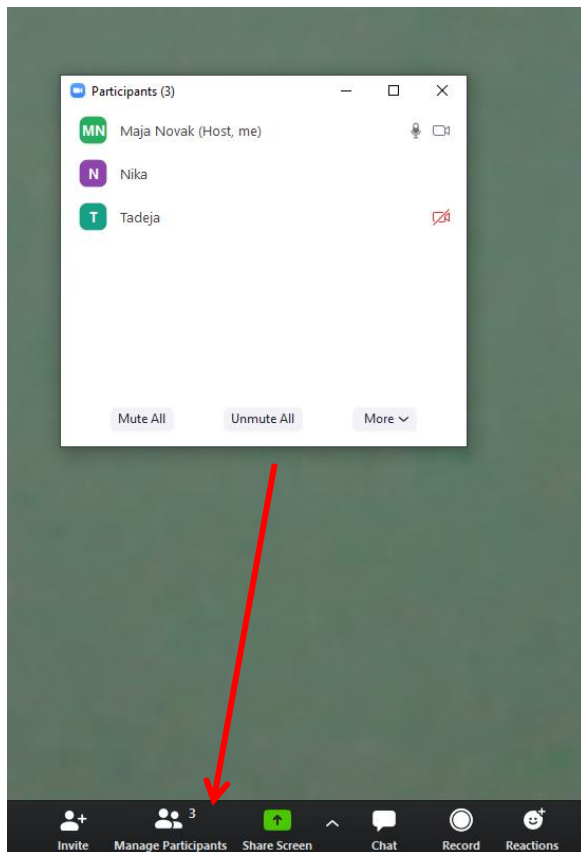 Participants (3)
MN Maja Novak (Host, me)
N Nika
T Tadeja
Mute All Unmute All More
3
Invite Manage Participants Share Screen Chat Record Reactions